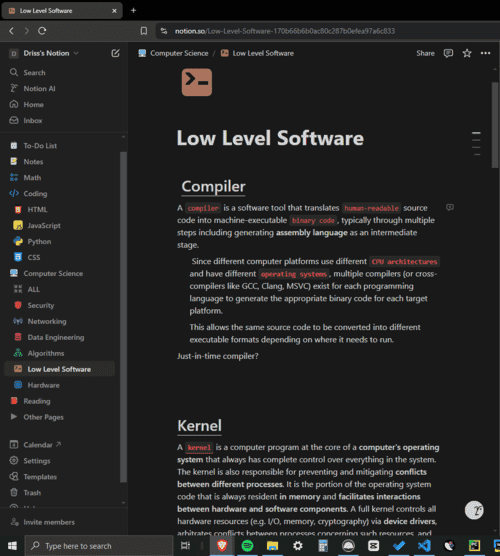 Low Level Software
notion.so/Low-Level-Software-170b66b6b0ac80c287b0efea97a6c833
D Driss's Notion
Computer Science / Low Level Software
Share
Search
Notion AI
Home
Inbox
To-Do List
Notes
Math
Coding
HTML
JavaScript
Python
CSS
Computer Science
ALL
Security
Networking
Data Engineering
Algorithms
Low Level Software
Hardware
Reading
Other Pages
Calendar
Settings
Templates
Trash
Invite members
Low Level Software
Compiler
A compiler is a software tool that translates human-readable source
code into machine-executable binary code, typically through multiple
steps including generating assembly language as an intermediate
stage.
Since different computer platforms use different CPU architectures
and have different operating systems, multiple compilers (or cross-
compilers like GCC, Clang, MSVC) exist for each programming
language to generate the appropriate binary code for each target
platform.
This allows the same source code to be converted into different
executable formats depending on where it needs to run.
Just-in-time compiler?
Kernel
A kernel is a computer program at the core of a computer's operating
system that always has complete control over everything in the system.
The kernel is also responsible for preventing and mitigating conflicts
between different processes. It is the portion of the operating system
code that is always resident in memory and facilitates interactions
between hardware and software components. A full kernel controls all
hardware resources (e.g. I/O, memory, cryptography) via device drivers,
arbitrates conflicts between processes concerning such resources, and
Type here to search